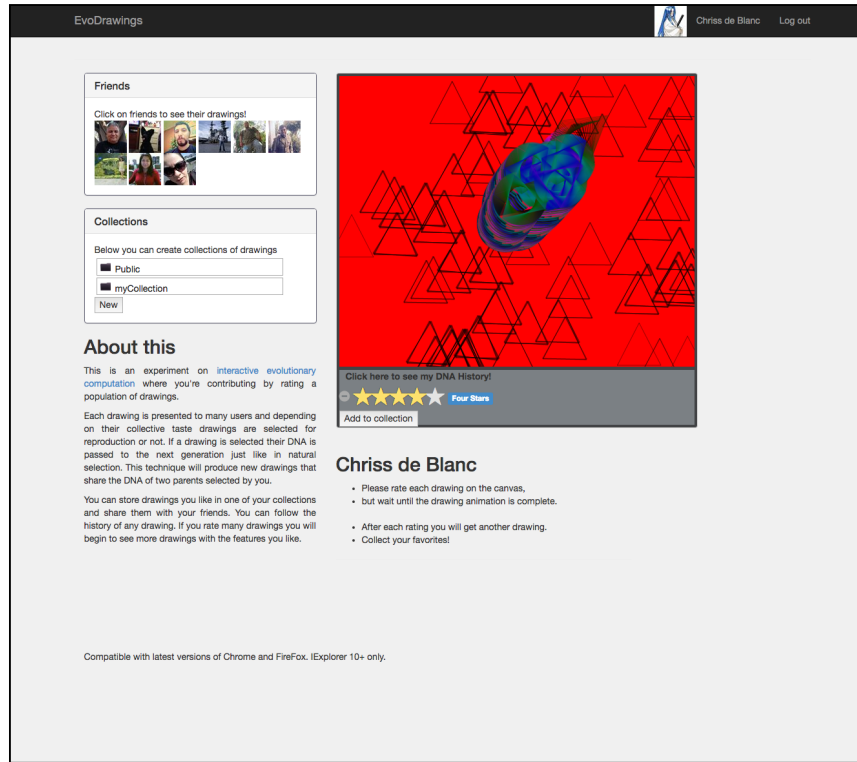 EvoDrawings
Chriss de Blanc
Log out
Friends
Click on friends to see their drawings!
Collections
Below you can create collections of drawings
Public
myCollection
New
About this
This is an experiment on interactive evolutionary
computation where you're contributing by rating a
population of drawings.
Each drawing is presented to many users and depending
on their collective taste drawings are selected for
reproduction or not. If a drawing is selected their DNA is
passed to the next generation just like in natural
selection. This technique will produce new drawings that
share the DNA of two parents selected by you.
You can store drawings you like in one of your collections
and share them with your friends. You can follow the
history of any drawing. If you rate many drawings you will
begin to see more drawings with the features you like.
Click here to see my DNA History!
Four Stars
Add to collection
Chriss de Blanc
• Please rate each drawing on the canvas,
• but wait until the drawing animation is complete.
• After each rating you will get another drawing.
• Collect your favorites!
Compatible with latest versions of Chrome and FireFox. IExplorer 10+ only.